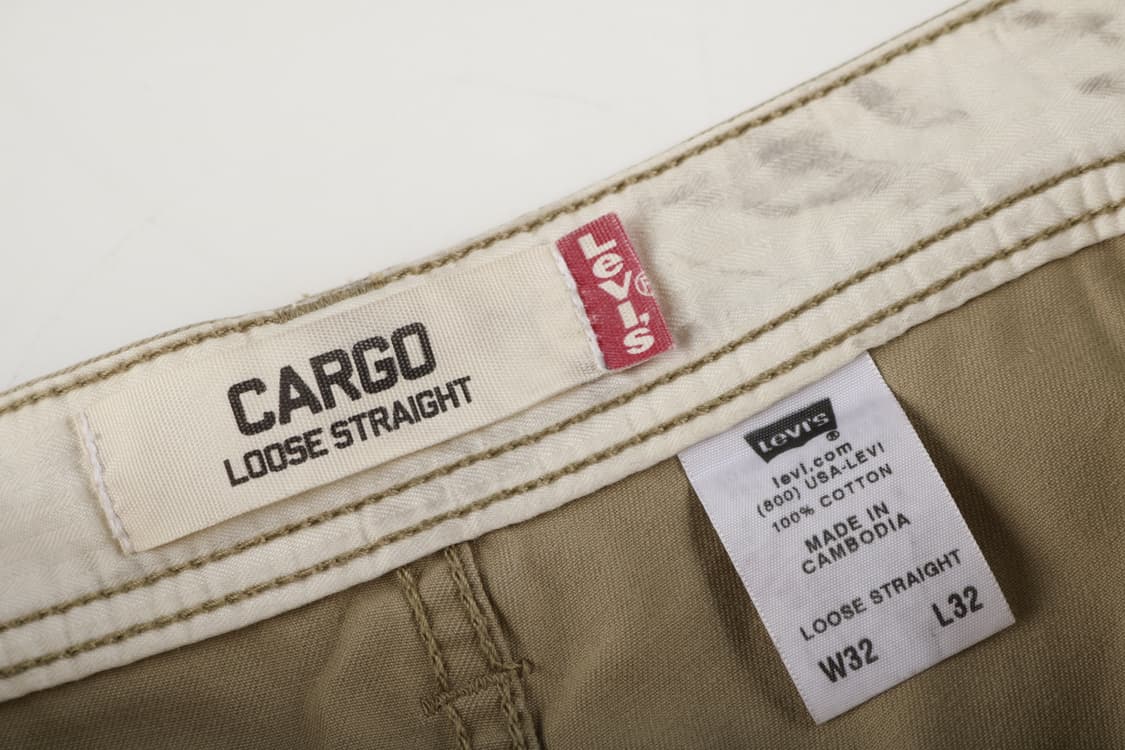 CARGO
LOOSE STRAIGHT
Levi's
®
Levi's
®
levi.com
(800) USA-LEVI
100% COTTON
MADE IN
CAMBODIA
LOOSE STRAIGHT
W32 L32